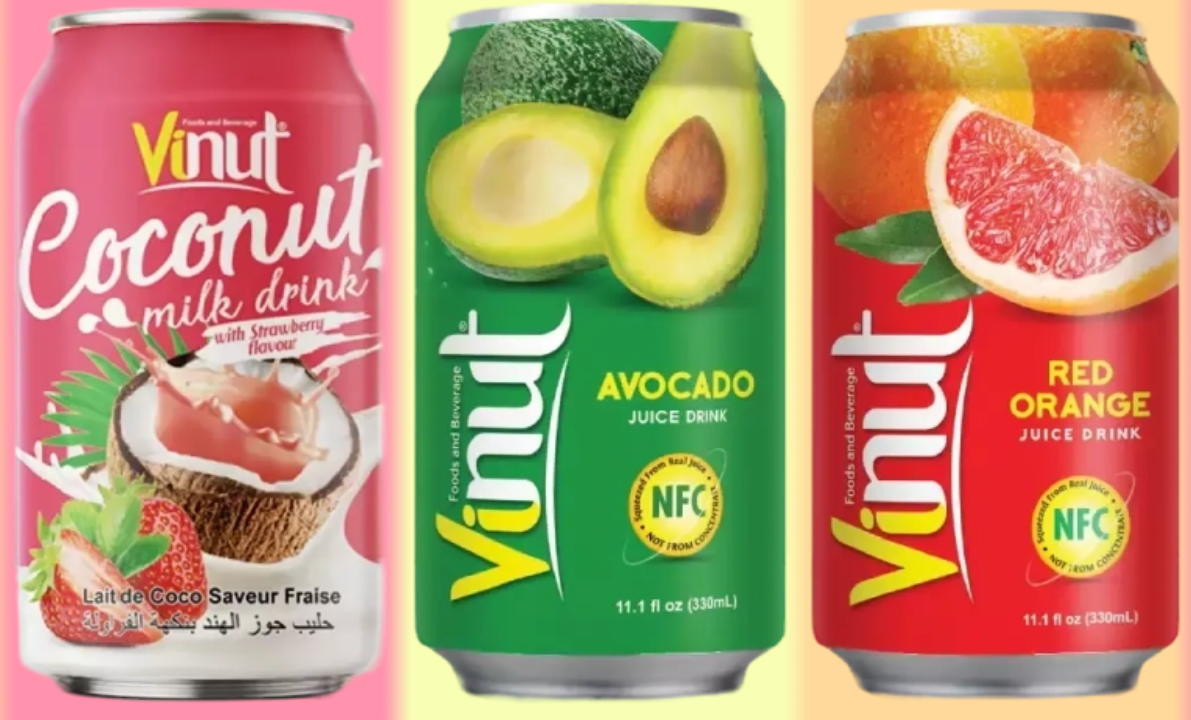 Foods and Beverage
Vinut®
Coconut
milk drink
with Strawberry
flavour
Lait de Coco Saveur Fraise
حليب جوز الهند بنكهة الفراولة
Vinut®
Foods and Beverage
AVOCADO
JUICE DRINK
Squeezed From Real Juice
NFC
NOT FROM CONCENTRATE
11.1 fl oz (330mL)
Vinut®
Foods and Beverage
RED
ORANGE
JUICE DRINK
Squeezed From Real Juice
NFC
NOT FROM CONCENTRATE
11.1 fl oz (330mL)